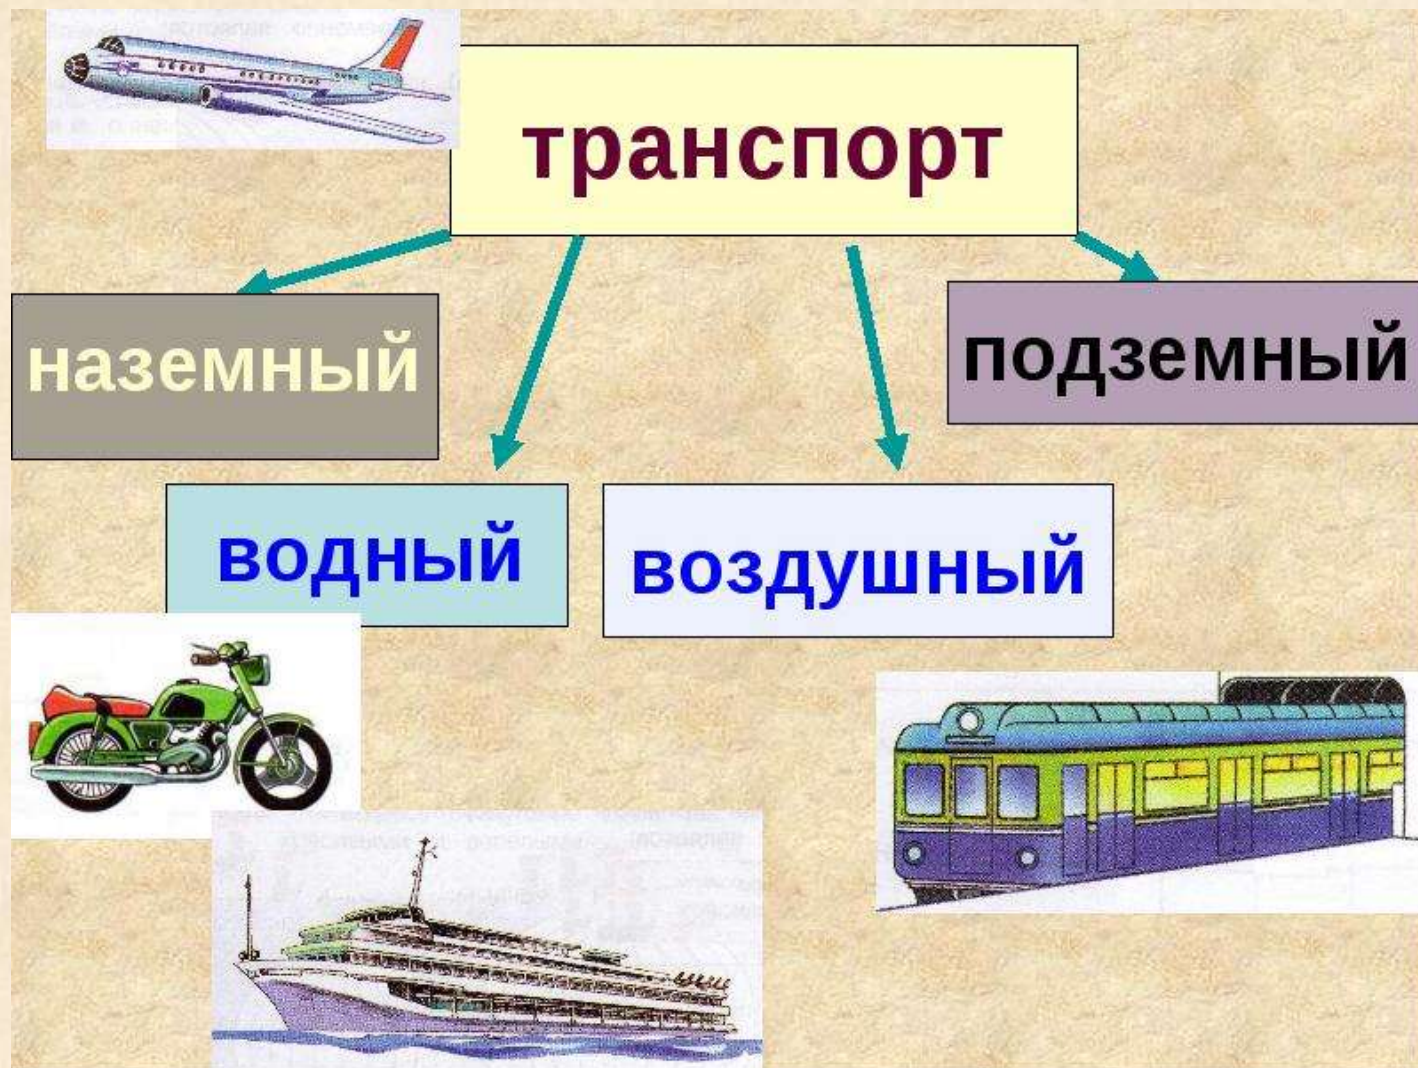 транспорт
наземный
подземный
водный
воздушный